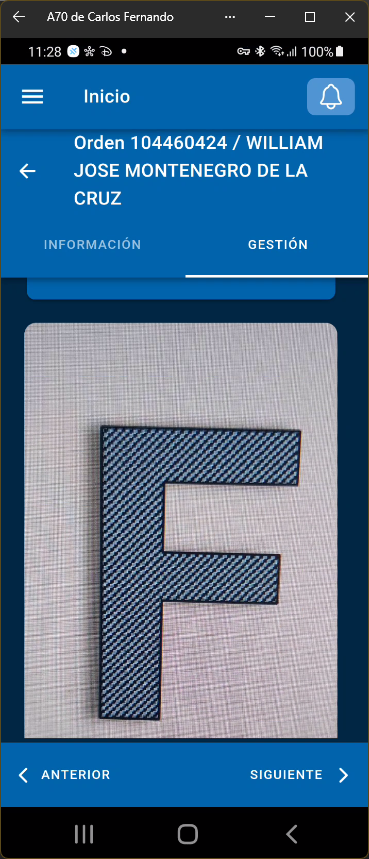 A70 de Carlos Fernando
11:28
100%
Inicio
Orden 104460424 / WILLIAM
JOSE MONTENEGRO DE LA
CRUZ
INFORMACIÓN
GESTIÓN
F
ANTERIOR
SIGUIENTE